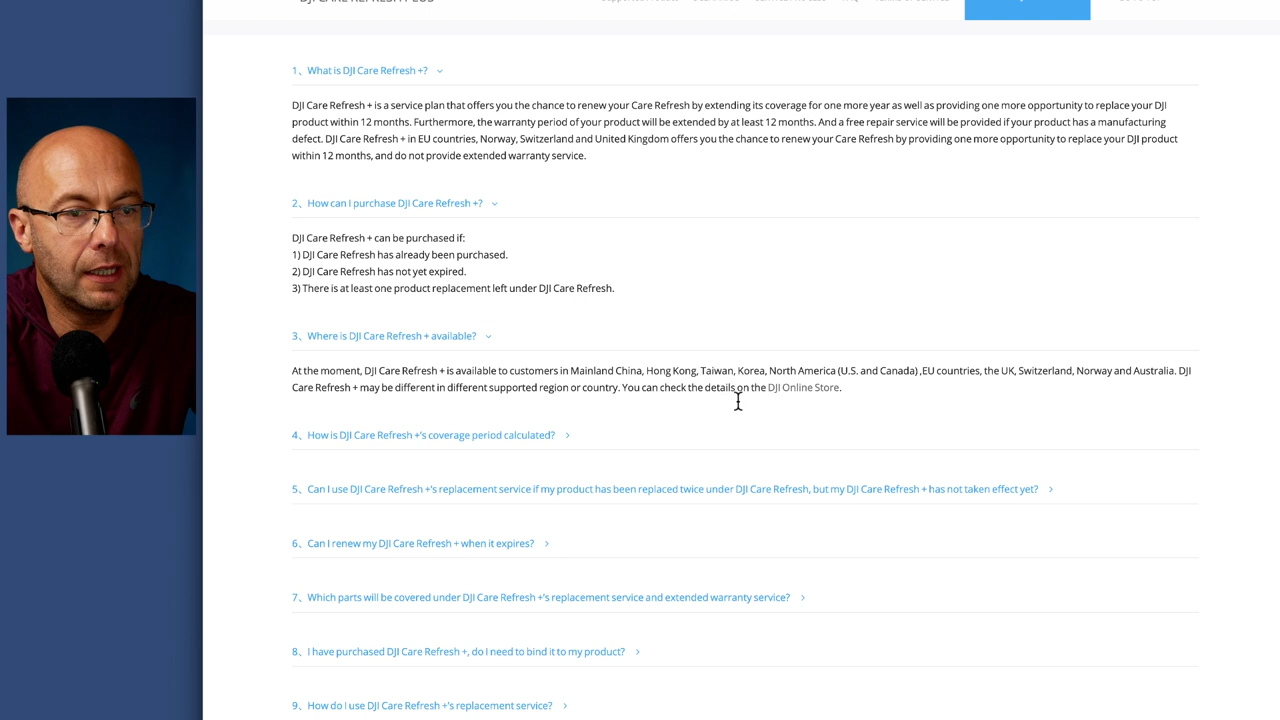 1、What is DJI Care Refresh +?
DJI Care Refresh + is a service plan that offers you the chance to renew your Care Refresh by extending its coverage for one more year as well as providing one more opportunity to replace your DJI
product within 12 months. Furthermore, the warranty period of your product will be extended by at least 12 months. And a free repair service will be provided if your product has a manufacturing
defect. DJI Care Refresh + in EU countries, Norway, Switzerland and United Kingdom offers you the chance to renew your Care Refresh by providing one more opportunity to replace your DJI product
within 12 months, and do not provide extended warranty service.
2、How can I purchase DJI Care Refresh +?
DJI Care Refresh + can be purchased if:
1) DJI Care Refresh has already been purchased.
2) DJI Care Refresh has not yet expired.
3) There is at least one product replacement left under DJI Care Refresh.
3、Where is DJI Care Refresh + available?
At the moment, DJI Care Refresh + is available to customers in Mainland China, Hong Kong, Taiwan, Korea, North America (U.S. and Canada) ,EU countries, the UK, Switzerland, Norway and Australia. DJI
Care Refresh + may be different in different supported region or country. You can check the details on the DJI Online Store.
4、How is DJI Care Refresh +'s coverage period calculated?
5、Can I use DJI Care Refresh +'s replacement service if my product has been replaced twice under DJI Care Refresh, but my DJI Care Refresh + has not taken effect yet?
6、Can I renew my DJI Care Refresh + when it expires?
7、Which parts will be covered under DJI Care Refresh +'s replacement service and extended warranty service?
8、I have purchased DJI Care Refresh +, do I need to bind it to my product?
9、How do I use DJI Care Refresh +'s replacement service?